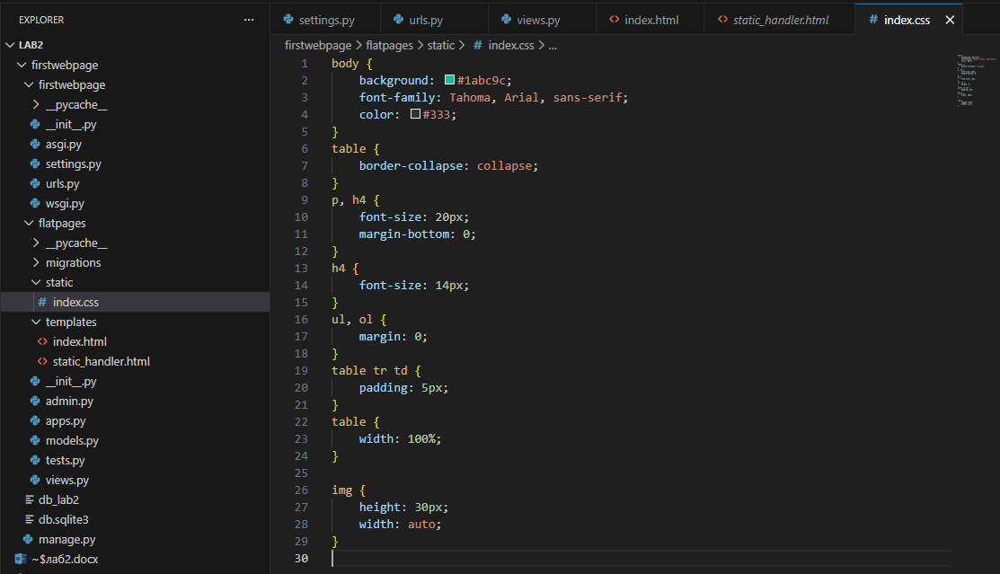 EXPLORER
LAB2
firstwebpage
firstwebpage
__pycache__
__init__.py
asgi.py
settings.py
urls.py
wsgi.py
flatpages
__pycache__
migrations
static
# index.css
templates
<> index.html
<> static_handler.html
__init__.py
admin.py
apps.py
models.py
tests.py
views.py
db_lab2
db.sqlite3
manage.py
~$лаб2.docx
settings.py
urls.py
views.py
<> index.html
<> static_handler.html
# index.css
firstwebpage > flatpages > static > # index.css > ...
1 body {
2     background: #1abc9c;
3     font-family: Tahoma, Arial, sans-serif;
4     color: #333;
5 }
6 table {
7     border-collapse: collapse;
8 }
9 p, h4 {
10     font-size: 20px;
11     margin-bottom: 0;
12 }
13 h4 {
14     font-size: 14px;
15 }
16 ul, ol {
17     margin: 0;
18 }
19 table tr td {
20     padding: 5px;
21 }
22 table {
23     width: 100%;
24 }
25
26 img {
27     height: 30px;
28     width: auto;
29 }
30